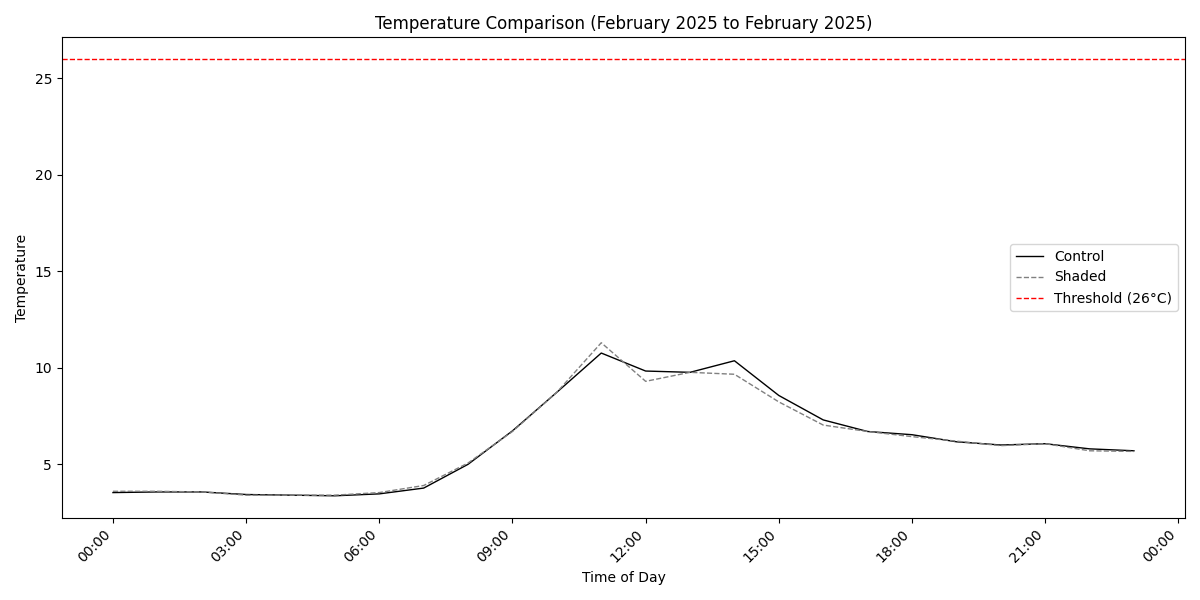 Temperature Comparison (February 2025 to February 2025)
25
20
15
10
5
Temperature
Control
Shaded
Threshold (26°C)
00:00
03:00
06:00
09:00
12:00
15:00
18:00
21:00
00:00
Time of Day